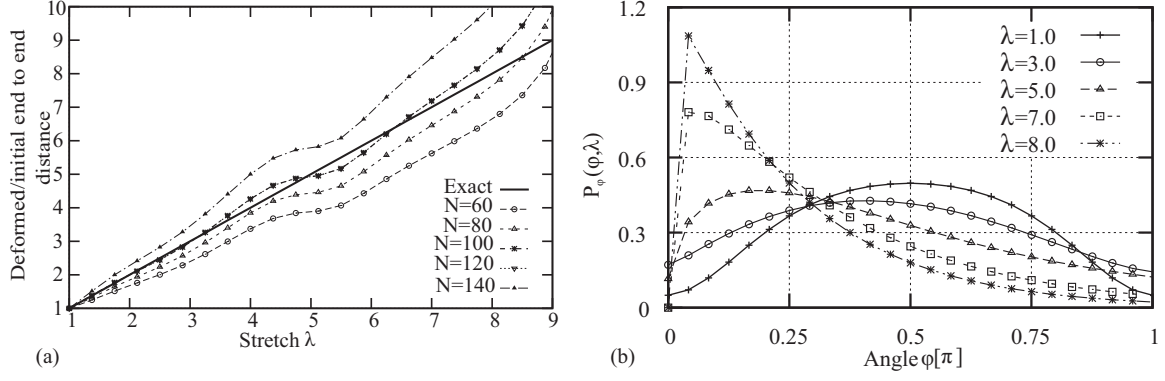 Deformed/initial end to end
distance
10
9
8
7
6
5
4
3
2
1
Exact
N=60
N=80
N=100
N=120
N=140
1 2 3 4 5 6 7 8 9
Stretch λ
(a)
P_φ(φ,λ)
1.2
0.9
0.6
0.3
0
λ=1.0
λ=3.0
λ=5.0
λ=7.0
λ=8.0
0 0.25 0.5 0.75 1
Angle φ[π]
(b)